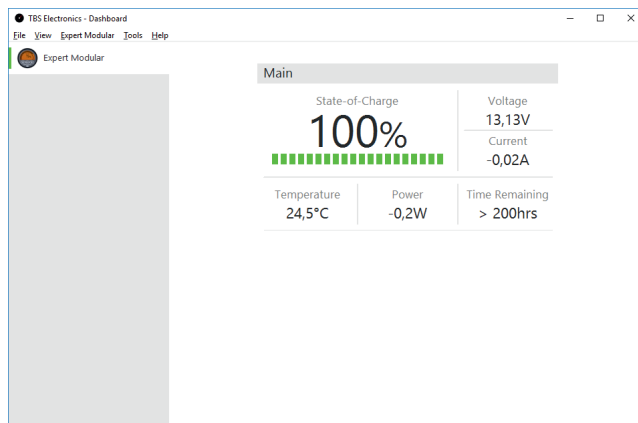 TBS Electronics - Dashboard
File View Expert Modular Tools Help
Expert Modular
Main
State-of-Charge
100%
Voltage
13,13V
Current
-0,02A
Temperature
24,5°C
Power
-0,2W
Time Remaining
> 200hrs